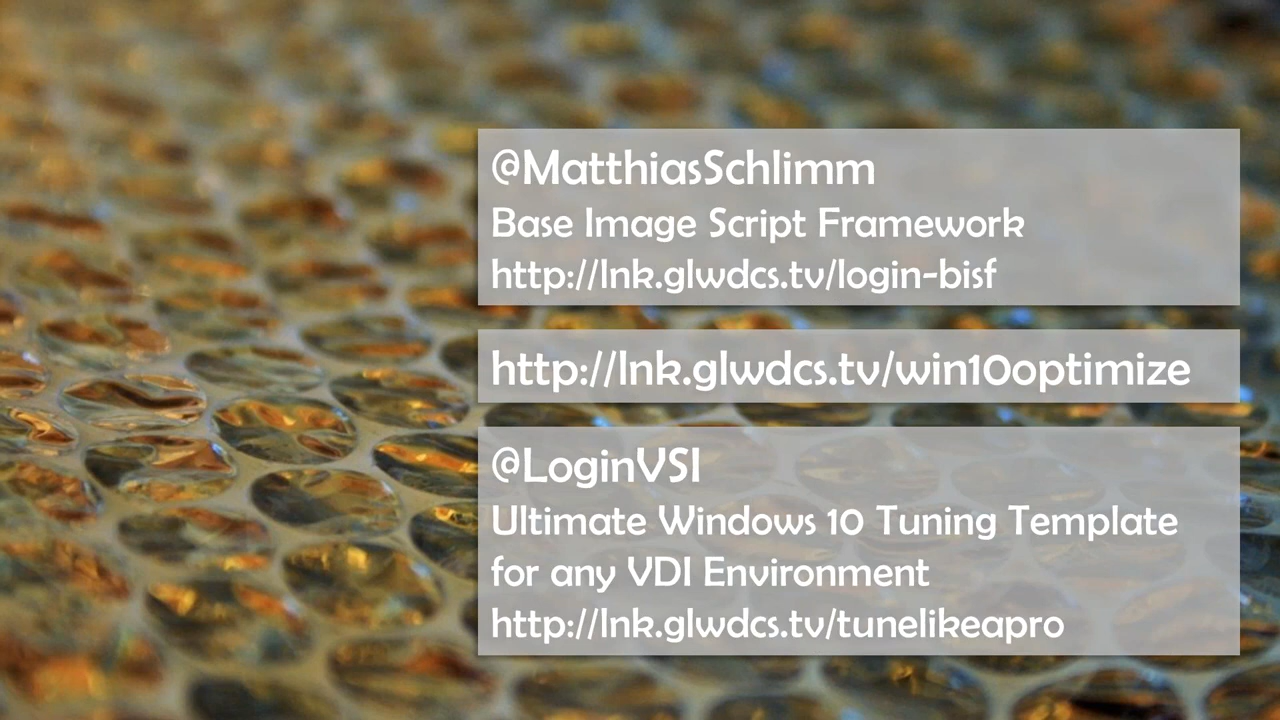 @MatthiasSchlimm
Base Image Script Framework
http://lnk.glwdcs.tv/login-bisf
http://lnk.glwdcs.tv/win10optimize
@LoginVSI
Ultimate Windows 10 Tuning Template
for any VDI Environment
http://lnk.glwdcs.tv/tunelikeapro